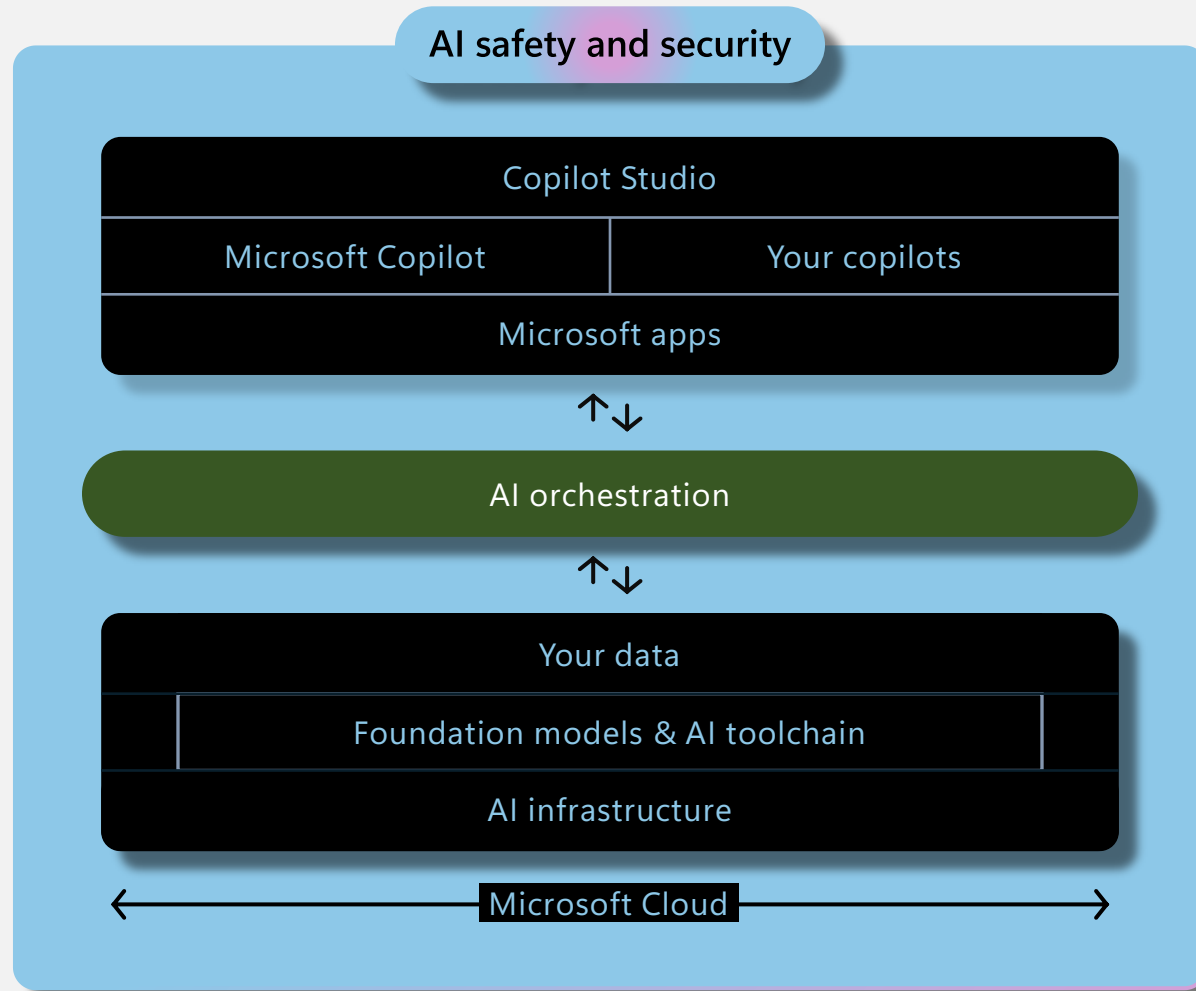 AI safety and security
Copilot Studio
Microsoft Copilot
Your copilots
Microsoft apps
AI orchestration
Your data
Foundation models & AI toolchain
AI infrastructure
Microsoft Cloud